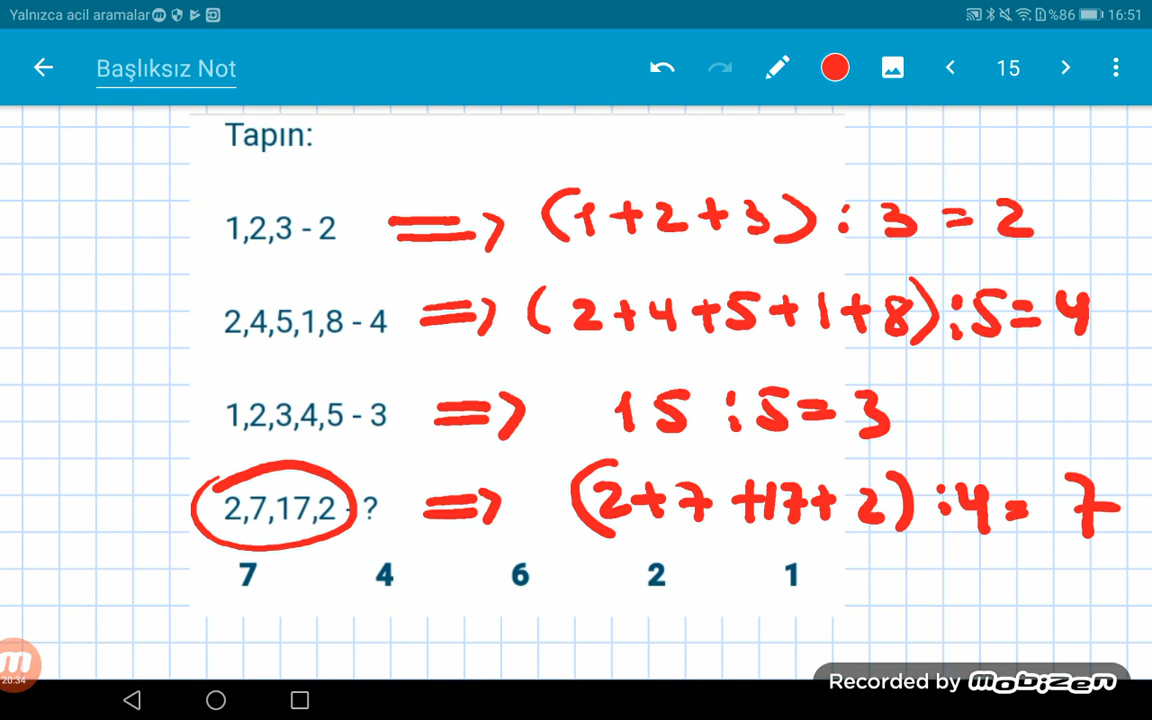 Yalnızca acil aramalar %86 16:51
Başlıksız Not 15
Tapın:
1,2,3 - 2 => (1+2+3) : 3 = 2
2,4,5,1,8 - 4 => (2+4+5+1+8) : 5 = 4
1,2,3,4,5 - 3 => 15 : 5 = 3
2,7,17,2 - ? => (2+7+17+2) : 4 = 7
7 4 6 2 1
20:34
Recorded by mobizen